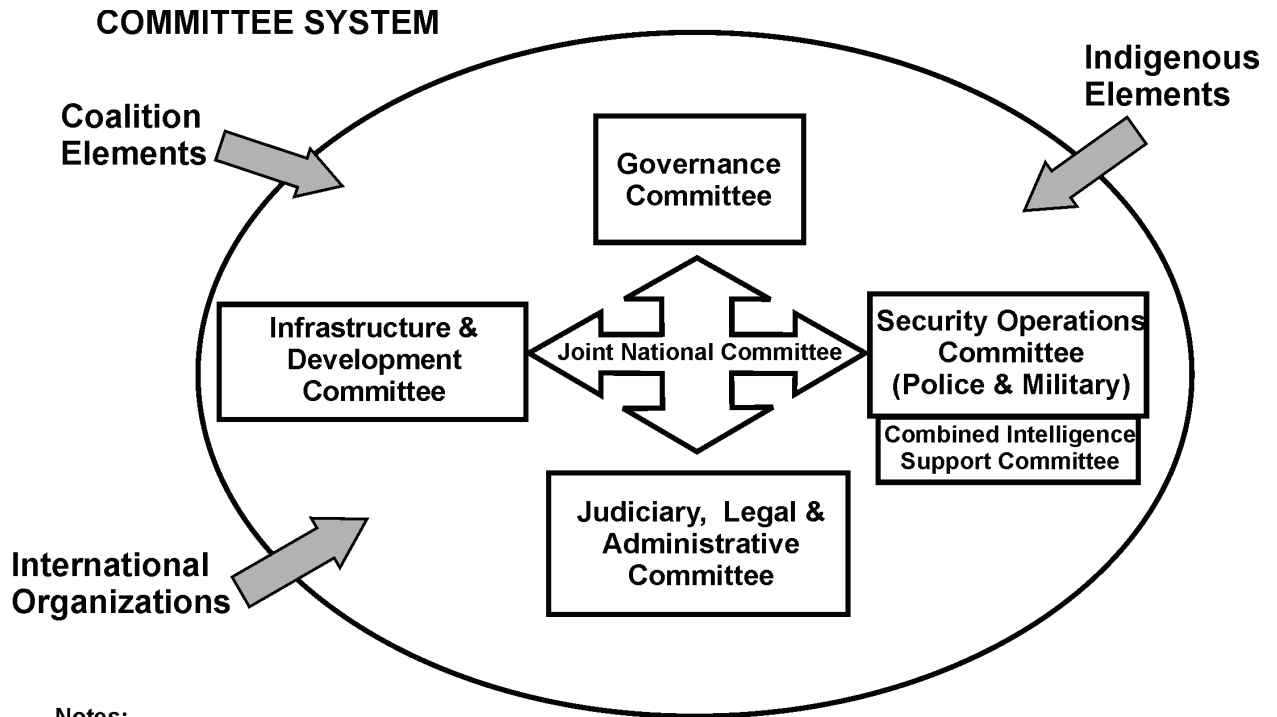 COMMITTEE SYSTEM
Indigenous
Elements
Coalition
Elements
Governance
Committee
Infrastructure &
Development
Committee
Joint National Committee
Security Operations
Committee
(Police & Military)
Combined Intelligence
Support Committee
Judiciary, Legal &
Administrative
Committee
International
Organizations
Notes: